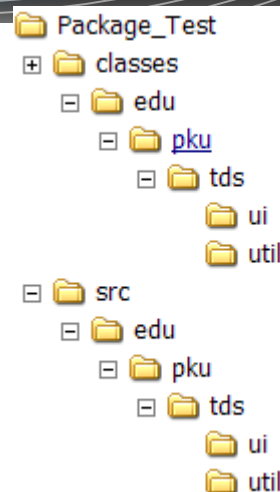 Package_Test
classes
edu
pku
tds
ui
util
src
edu
pku
tds
ui
util